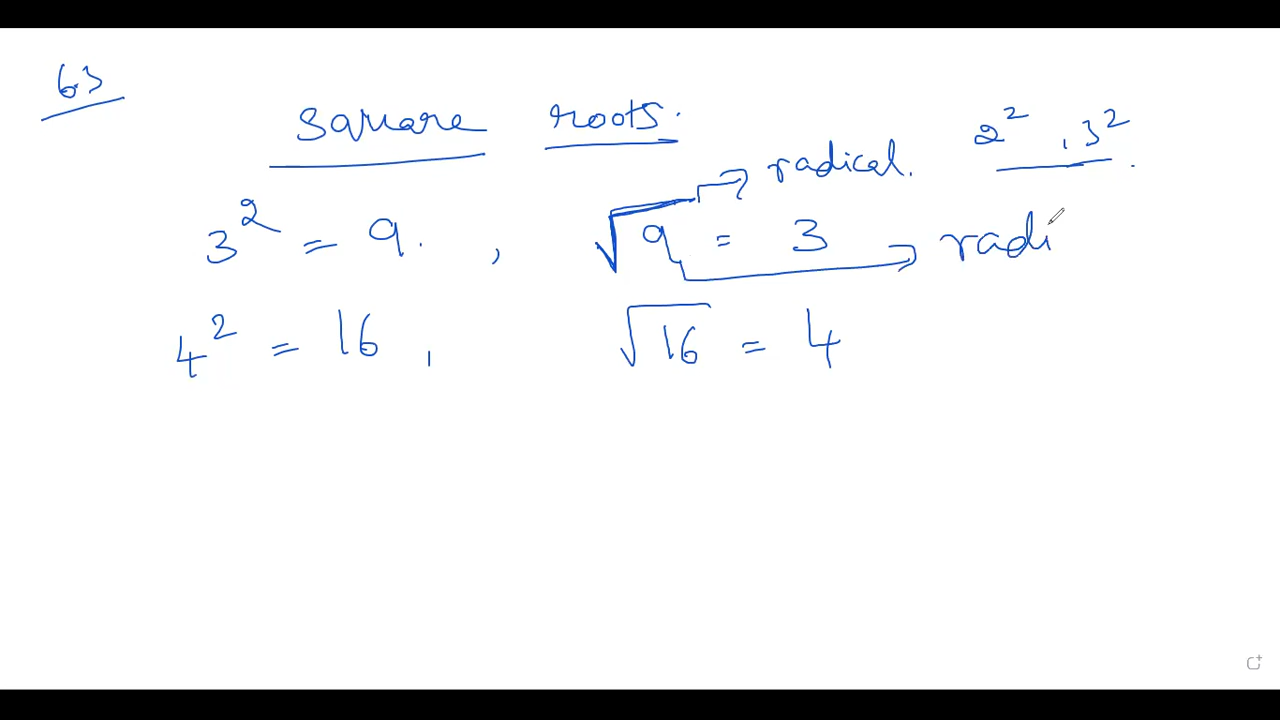 63
square roots.
2² , 3² .
radical.
3² = 9 . , √9 = 3 radi
4² = 16 , √16 = 4